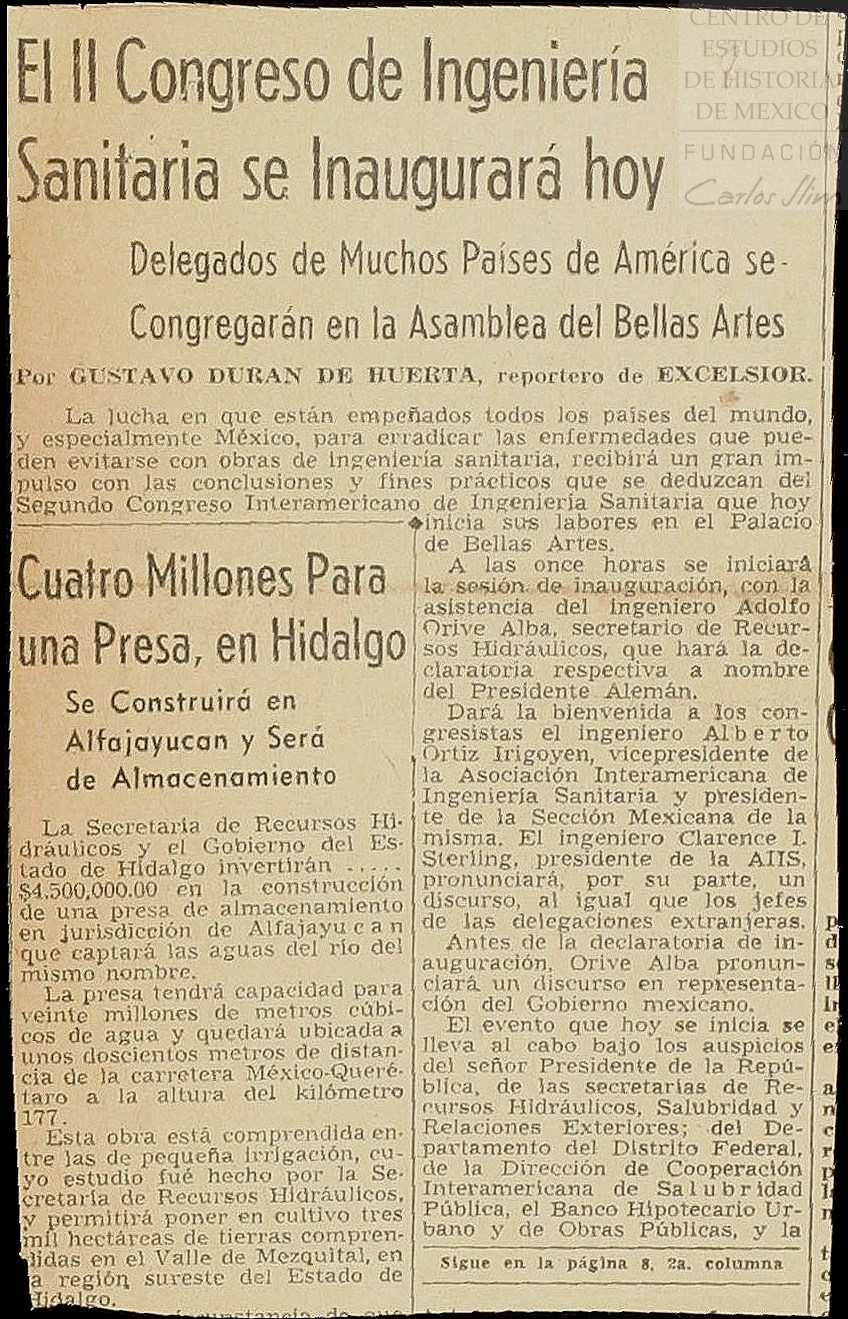 CENTRO DE
ESTUDIOS
DE HISTORIA
DE MEXICO
FUNDACIÓN
Carlos Slim
El II Congreso de Ingeniería
Sanitaria se Inaugurará hoy
Delegados de Muchos Países de América se-
Congregarán en la Asamblea del Bellas Artes
Por GUSTAVO DURAN DE HUERTA, reportero de EXCELSIOR.
La lucha en que están empeñados todos los países del mundo,
y especialmente México, para erradicar las enfermedades que pue-
den evitarse con obras de ingeniería sanitaria, recibirá un gran im-
pulso con las conclusiones y fines prácticos que se deduzcan del
Segundo Congreso Interamericano de Ingeniería Sanitaria que hoy
inicia sus labores en el Palacio
de Bellas Artes.
A las once horas se iniciará
la sesión de inauguración, con la
asistencia del ingeniero Adolfo
Orive Alba, secretario de Recur-
sos Hidráulicos, que hará la de-
claratoria respectiva a nombre
del Presidente Alemán.
Dará la bienvenida a los con-
gresistas el ingeniero Alberto
Ortiz Irigoyen, vicepresidente de
la Asociación Interamericana de
Ingeniería Sanitaria y presiden-
te de la Sección Mexicana de la
misma. El ingeniero Clarence I.
Sterling, presidente de la AIIS,
pronunciará, por su parte, un
discurso, al igual que los jefes
de las delegaciones extranjeras.
Antes de la declaratoria de in-
auguración, Orive Alba pronun-
ciará un discurso en representa-
ción del Gobierno mexicano.
El evento que hoy se inicia se
lleva al cabo bajo los auspicios
del señor Presidente de la Repú-
blica, de las secretarías de Re-
cursos Hidráulicos, Salubridad y
Relaciones Exteriores; del De-
partamento del Distrito Federal,
de la Dirección de Cooperación
Interamericana de Salubridad
Pública, el Banco Hipotecario Ur-
bano y de Obras Públicas, y la
Sigue en la página 8, 2a. columna
Cuatro Millones Para
una Presa, en Hidalgo
Se Construirá en
Alfajayucan y Será
de Almacenamiento
La Secretaría de Recursos Hi-
dráulicos y el Gobierno del Es-
tado de Hidalgo invertirán .....
$4.500,000.00 en la construcción
de una presa de almacenamiento
en jurisdicción de Alfajayucan
que captará las aguas del río del
mismo nombre.
La presa tendrá capacidad para
veinte millones de metros cúbi-
cos de agua y quedará ubicada a
unos doscientos metros de distan-
cia de la carretera México-Queré-
taro a la altura del kilómetro
177.
Esta obra está comprendida en-
tre las de pequeña irrigación, cu-
yo estudio fué hecho por la Se-
cretaría de Recursos Hidráulicos,
y permitirá poner en cultivo tres
mil hectáreas de tierras compren-
didas en el Valle de Mezquital, en
la región sureste del Estado de
Hidalgo.